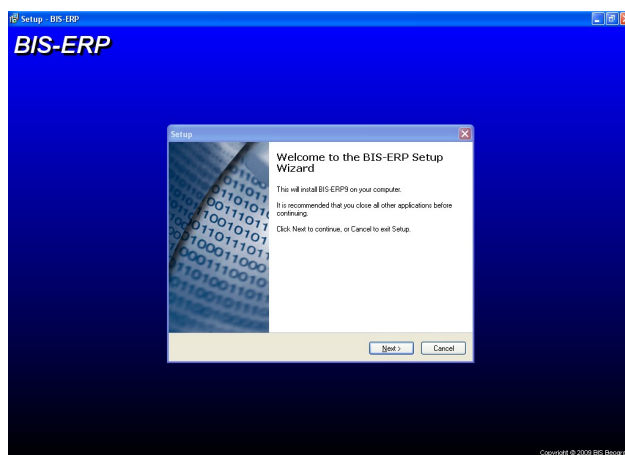 Setup - BIS-ERP
BIS-ERP
Setup
Welcome to the BIS-ERP Setup
Wizard
This will install BIS-ERP9 on your computer.
It is recommended that you close all other applications before
continuing.
Click Next to continue, or Cancel to exit Setup.
Next >
Cancel
Copyright © 2009 BIS Beogra